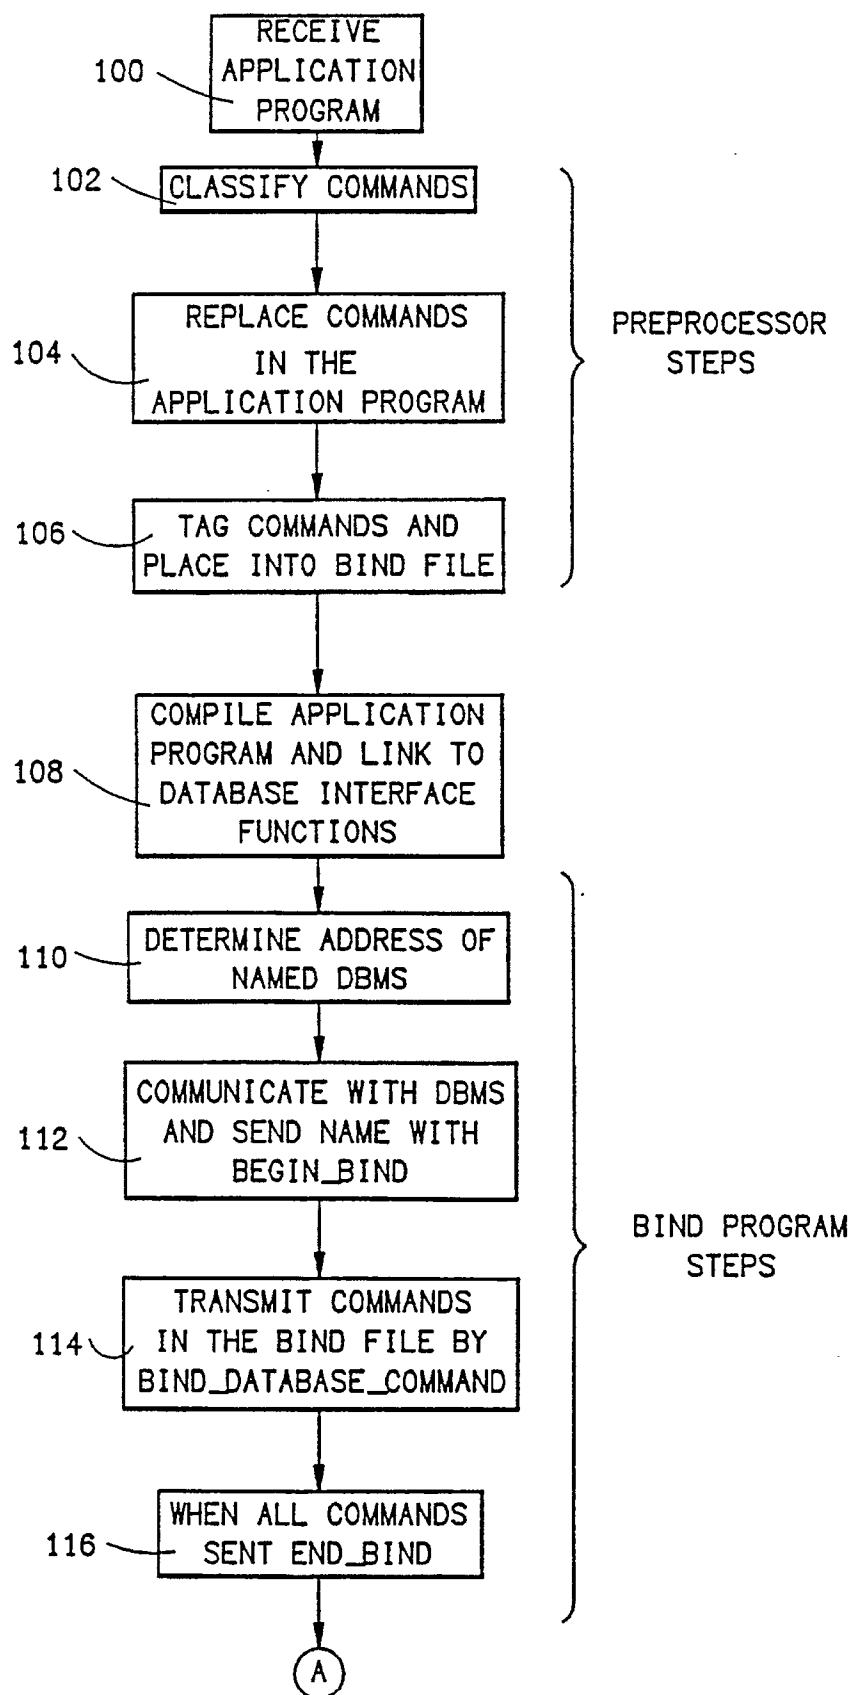 RECEIVE
APPLICATION
PROGRAM
100
102
CLASSIFY COMMANDS
REPLACE COMMANDS
IN THE
APPLICATION PROGRAM
104
PREPROCESSOR
STEPS
106
TAG COMMANDS AND
PLACE INTO BIND FILE
COMPILE APPLICATION
PROGRAM AND LINK TO
DATABASE INTERFACE
FUNCTIONS
108
110
DETERMINE ADDRESS OF
NAMED DBMS
COMMUNICATE WITH DBMS
AND SEND NAME WITH
BEGIN_BIND
112
BIND PROGRAM
STEPS
TRANSMIT COMMANDS
IN THE BIND FILE BY
BIND_DATABASE_COMMAND
114
WHEN ALL COMMANDS
SENT END_BIND
116
A